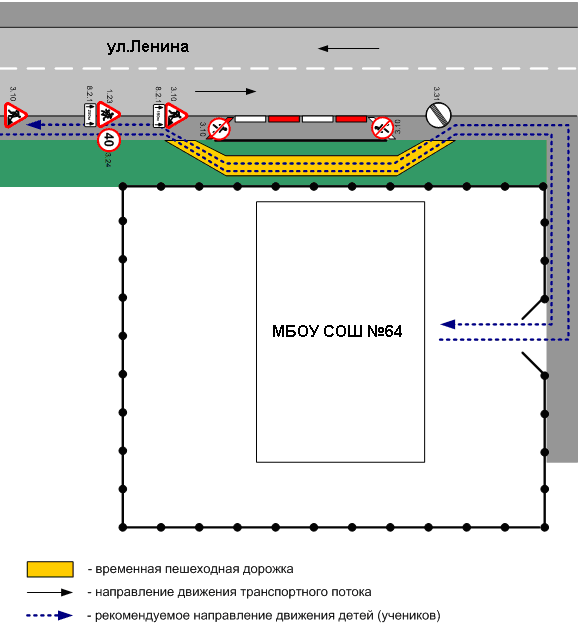 ул.Ленина
3.10
8.2.1
1.23
8.2.1
3.10
3.31
40
3.24
3.10
3.10
МБОУ СОШ №64
- временная пешеходная дорожка
- направление движения транспортного потока
- рекомендуемое направление движения детей (учеников)